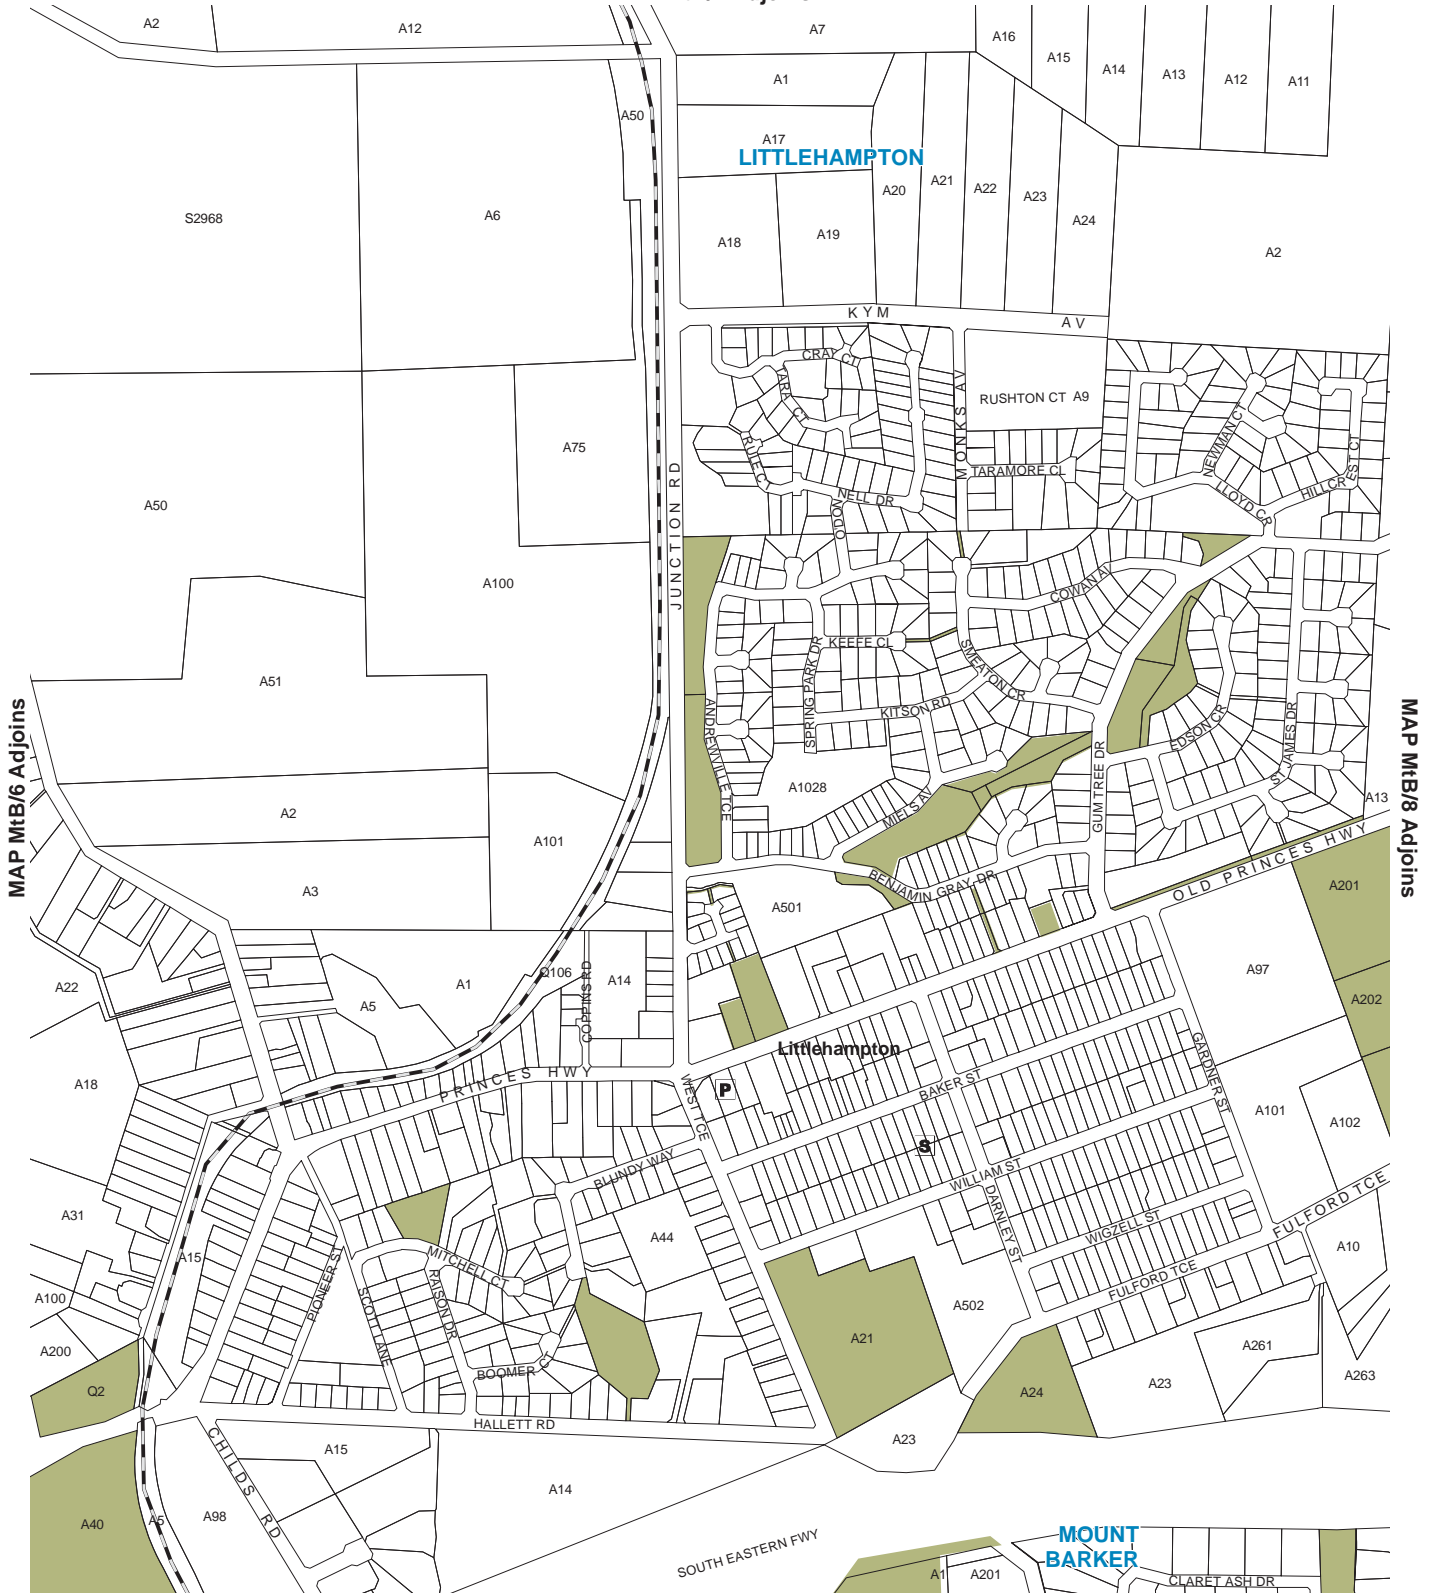 A2
A12
A7
A16
A15
A14
A13
A12
A11
A1
A50
A17
LITTLEHAMPTON
S2968
A6
A20
A21
A22
A23
A24
A18
A19
A2
KYM AV
CRAY CT
TARA CT
MONKS AV
RUSHTON CT A9
A75
A50
RULE CT
TARAMORE CL
NEWMAN CT
HILLCREST CT
LLOYD CR
NELL DR
ODON
JUNCTION RD
A100
COWAN AV
A51
KEEFE CL
SPRING PARK DR
SMEATON CR
KITSON RD
ANDREWVILLE TCE
EDSON CR
ST JAMES DR
GUM TREE DR
MAP MtB/6 Adjoins
MAP MtB/8 Adjoins
A2
A1028
MIELS AV
A13
A101
OLD PRINCES HWY
A3
BENJAMIN GRAY DR
A501
A201
A22
A5
A1
Q106
COPPINS RD
A14
A97
A202
Littlehampton
A18
PRINCES HWY
WEST TCE
P
BAKER ST
GARDNER ST
A101
A102
S
BLUNDY WAY
WILLIAM ST
DARNLEY ST
A31
A15
A44
WIGZELL ST
FULFORD TCE
A10
MITCHELL CT
PIONEER ST
RAISON DR
SCOTT LANE
FULFORD TCE
A100
A502
A200
A21
A261
BOOMER CT
Q2
A24
A23
A263
HALLETT RD
A15
A23
CHILDS RD
A14
A40
A5
A98
SOUTH EASTERN FWY
MOUNT
BARKER
A1
A201
CLARET ASH DR